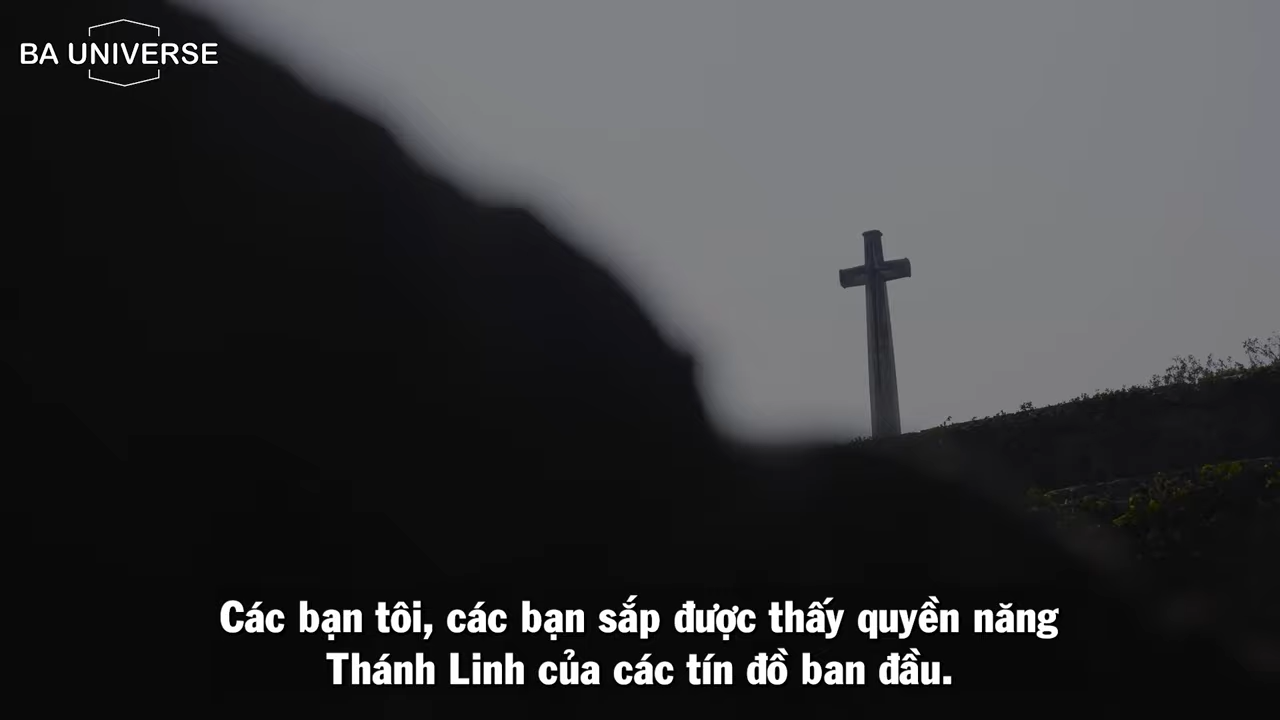 BA UNIVERSE
Các bạn tôi, các bạn sắp được thấy quyền năng
Thánh Linh của các tín đồ ban đầu.